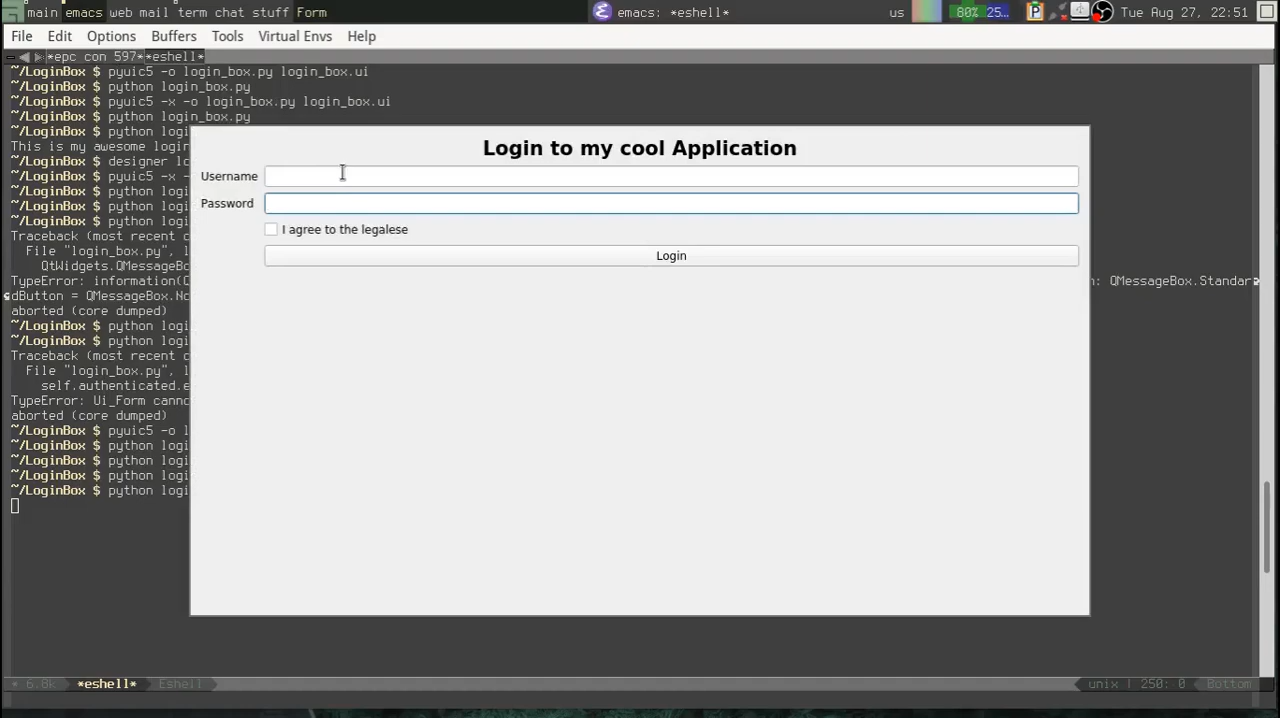 main emacs web mail term chat stuff Form
emacs: *eshell*
us 80% 25... Tue Aug 27, 22:51
File Edit Options Buffers Tools Virtual Envs Help
*epc con 597* *eshell*
~/LoginBox $ pyuic5 -o login_box.py login_box.ui
~/LoginBox $ python login_box.py
~/LoginBox $ pyuic5 -x -o login_box.py login_box.ui
~/LoginBox $ python login_box.py
~/LoginBox $ python logi
This is my awesome login
~/LoginBox $ designer lo
~/LoginBox $ pyuic5 -x -
~/LoginBox $ python logi
~/LoginBox $ python logi
~/LoginBox $ python logi
Traceback (most recent c
File "login_box.py", l
QtWidgets.QMessageBo
TypeError: information(Q
n: QMessageBox.Standar
dButton = QMessageBox.No
aborted (core dumped)
~/LoginBox $ python logi
~/LoginBox $ python logi
Traceback (most recent c
File "login_box.py", l
self.authenticated.e
TypeError: Ui_Form canno
aborted (core dumped)
~/LoginBox $ pyuic5 -o l
~/LoginBox $ python logi
~/LoginBox $ python logi
~/LoginBox $ python logi
~/LoginBox $ python logi
Login to my cool Application
Username
Password
I agree to the legalese
Login
* 6.0k *eshell* Eshell
unix | 250: 0 Bottom